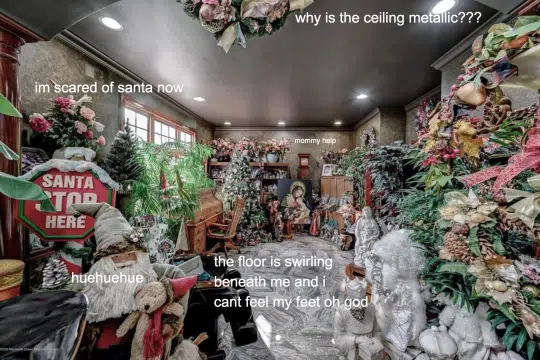 why is the ceiling metallic???
im scared of santa now
mommy help
SANTA
STOP
HERE
the floor is swirling
huehuehue
beneath me and i
cant feel my feet oh god